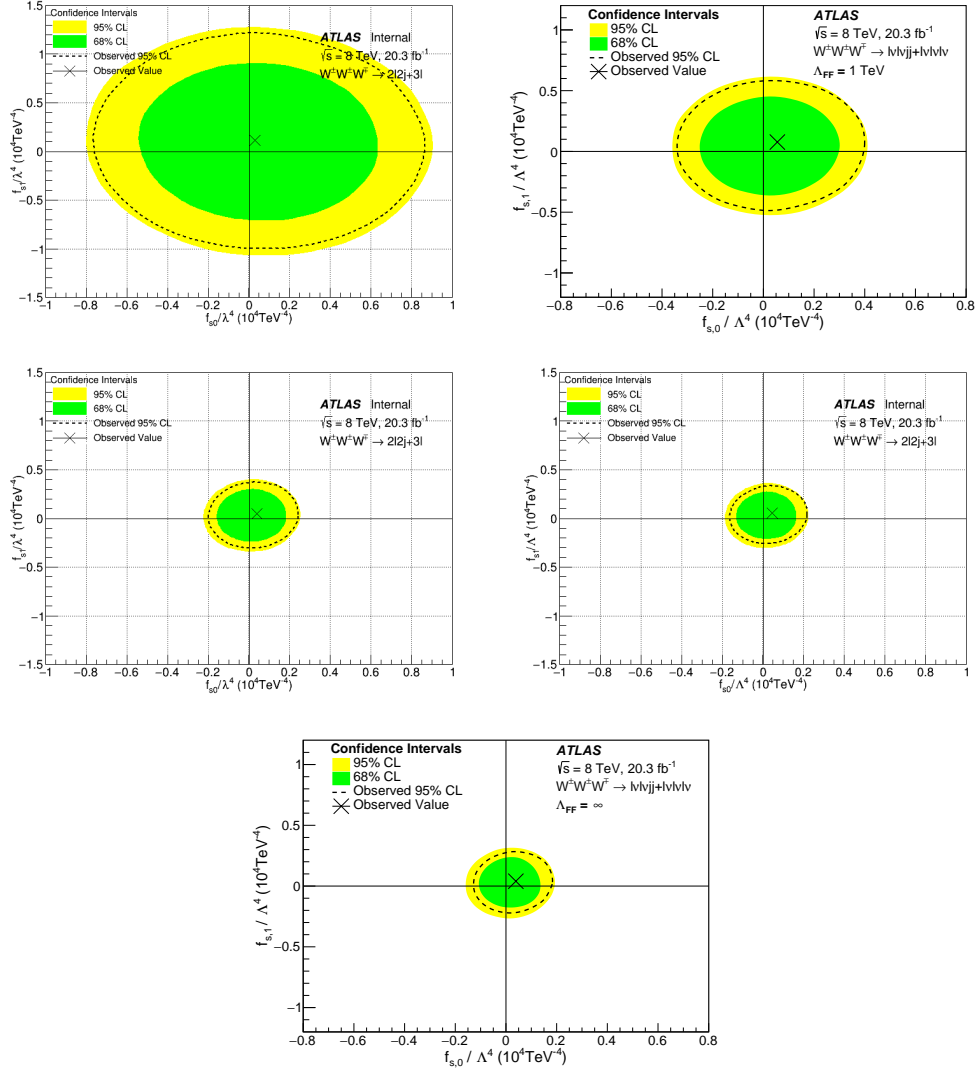 Confidence Intervals
95% CL
68% CL
Observed 95% CL
Observed Value
ATLAS Internal
√s = 8 TeV, 20.3 fb⁻¹
W±W±W∓ → 2l2j+3l
f_s1/λ⁴ (10⁴TeV⁻⁴)
1.5
1
0.5
0
−0.5
−1
−1.5
−1 −0.8 −0.6 −0.4 −0.2 0 0.2 0.4 0.6 0.8 1
f_s0/λ⁴ (10⁴TeV⁻⁴)
Confidence Intervals
95% CL
68% CL
Observed 95% CL
Observed Value
ATLAS
√s = 8 TeV, 20.3 fb⁻¹
W±W±W∓ → lνlνjj+lνlνlν
Λ_FF = 1 TeV
f_s,1 / Λ⁴ (10⁴TeV⁻⁴)
1
0.5
0
−0.5
−1
−0.8 −0.6 −0.4 −0.2 0 0.2 0.4 0.6 0.8
f_s,0 / Λ⁴ (10⁴TeV⁻⁴)
Confidence Intervals
95% CL
68% CL
Observed 95% CL
Observed Value
ATLAS Internal
√s = 8 TeV, 20.3 fb⁻¹
W±W±W∓ → 2l2j+3l
f_s1/λ⁴ (10⁴TeV⁻⁴)
1.5
1
0.5
0
−0.5
−1
−1.5
−1 −0.8 −0.6 −0.4 −0.2 0 0.2 0.4 0.6 0.8 1
f_s0/λ⁴ (10⁴TeV⁻⁴)
Confidence Intervals
95% CL
68% CL
Observed 95% CL
Observed Value
ATLAS Internal
√s = 8 TeV, 20.3 fb⁻¹
W±W±W∓ → 2l2j+3l
f_s1/Λ⁴ (10⁴TeV⁻⁴)
1.5
1
0.5
0
−0.5
−1
−1.5
−1 −0.8 −0.6 −0.4 −0.2 0 0.2 0.4 0.6 0.8 1
f_s0/Λ⁴ (10⁴TeV⁻⁴)
Confidence Intervals
95% CL
68% CL
Observed 95% CL
Observed Value
ATLAS
√s = 8 TeV, 20.3 fb⁻¹
W±W±W∓ → lνlνjj+lνlνlν
Λ_FF = ∞
f_s,1 / Λ⁴ (10⁴TeV⁻⁴)
1
0.5
0
−0.5
−1
−0.8 −0.6 −0.4 −0.2 0 0.2 0.4 0.6 0.8
f_s,0 / Λ⁴ (10⁴TeV⁻⁴)